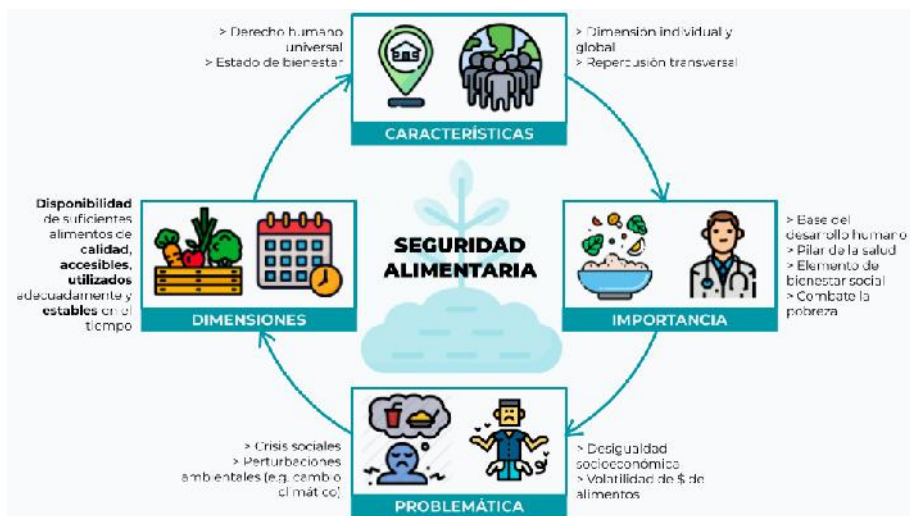 > Derecho humano
universal
> Estado de bienestar
> Dimensión individual y
global
> Repercusión transversal
CARACTERÍSTICAS
Disponibilidad
de suficientes
alimentos de
calidad,
accesibles,
utilizados
adecuadamente y
estables en el
tiempo
DIMENSIONES
SEGURIDAD
ALIMENTARIA
> Base del
desarrollo humano
> Pilar de la salud
> Elemento de
bienestar social
> Combate la
pobreza
IMPORTANCIA
> Crisis sociales
> Perturbaciones
ambientales (e.g. cambio
climático)
> Desigualdad
socioeconómica
> Volatilidad de $ de
alimentos
PROBLEMÁTICA